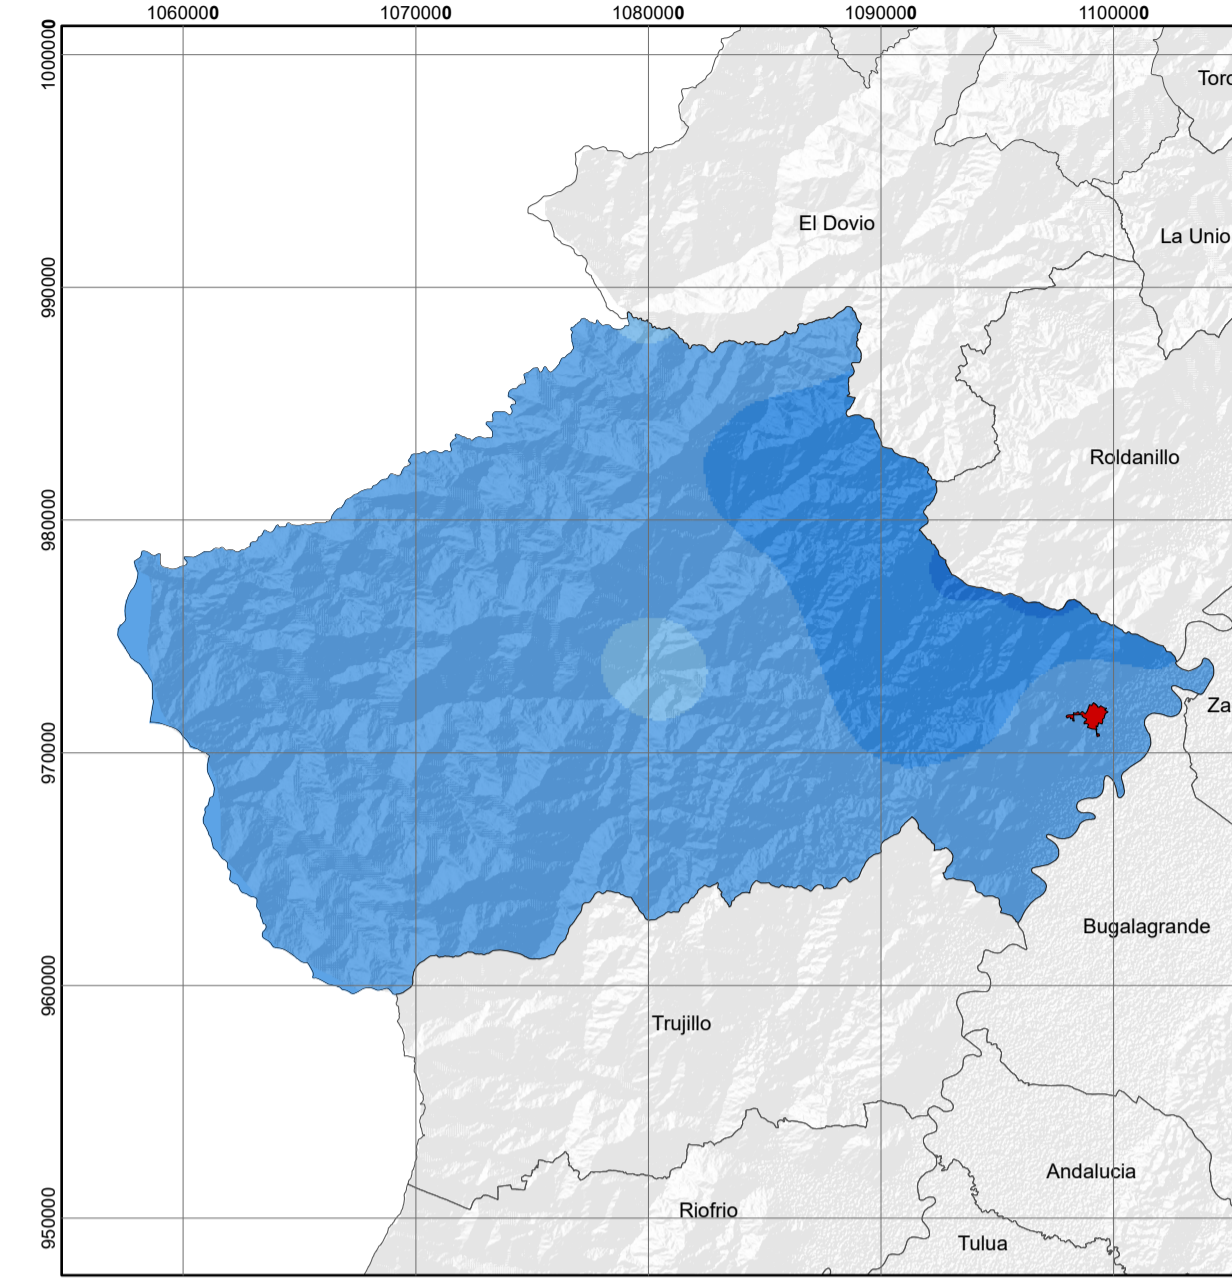 1060000 1070000 1080000 1090000 1100000
1000000
Toro
El Dovio
La Unio
990000
Roldanillo
980000
Za
970000
Bugalagrande
960000
Trujillo
Andalucia
Riofrio
950000
Tulua